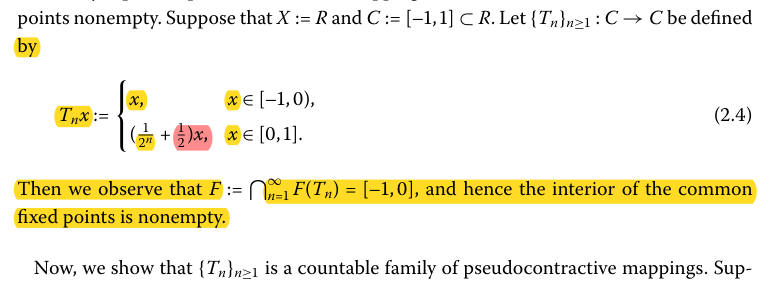 points nonempty. Suppose that X := R and C := [−1, 1] ⊂ R. Let {Tₙ}ₙ≥₁ : C → C be defined
by
Tₙx := { x, x ∈ [−1, 0),
(1/2ⁿ + 1/2)x, x ∈ [0, 1]. (2.4)
Then we observe that F := ⋂∞ₙ₌₁ F(Tₙ) = [−1, 0], and hence the interior of the common
fixed points is nonempty.
Now, we show that {Tₙ}ₙ≥₁ is a countable family of pseudocontractive mappings. Sup-